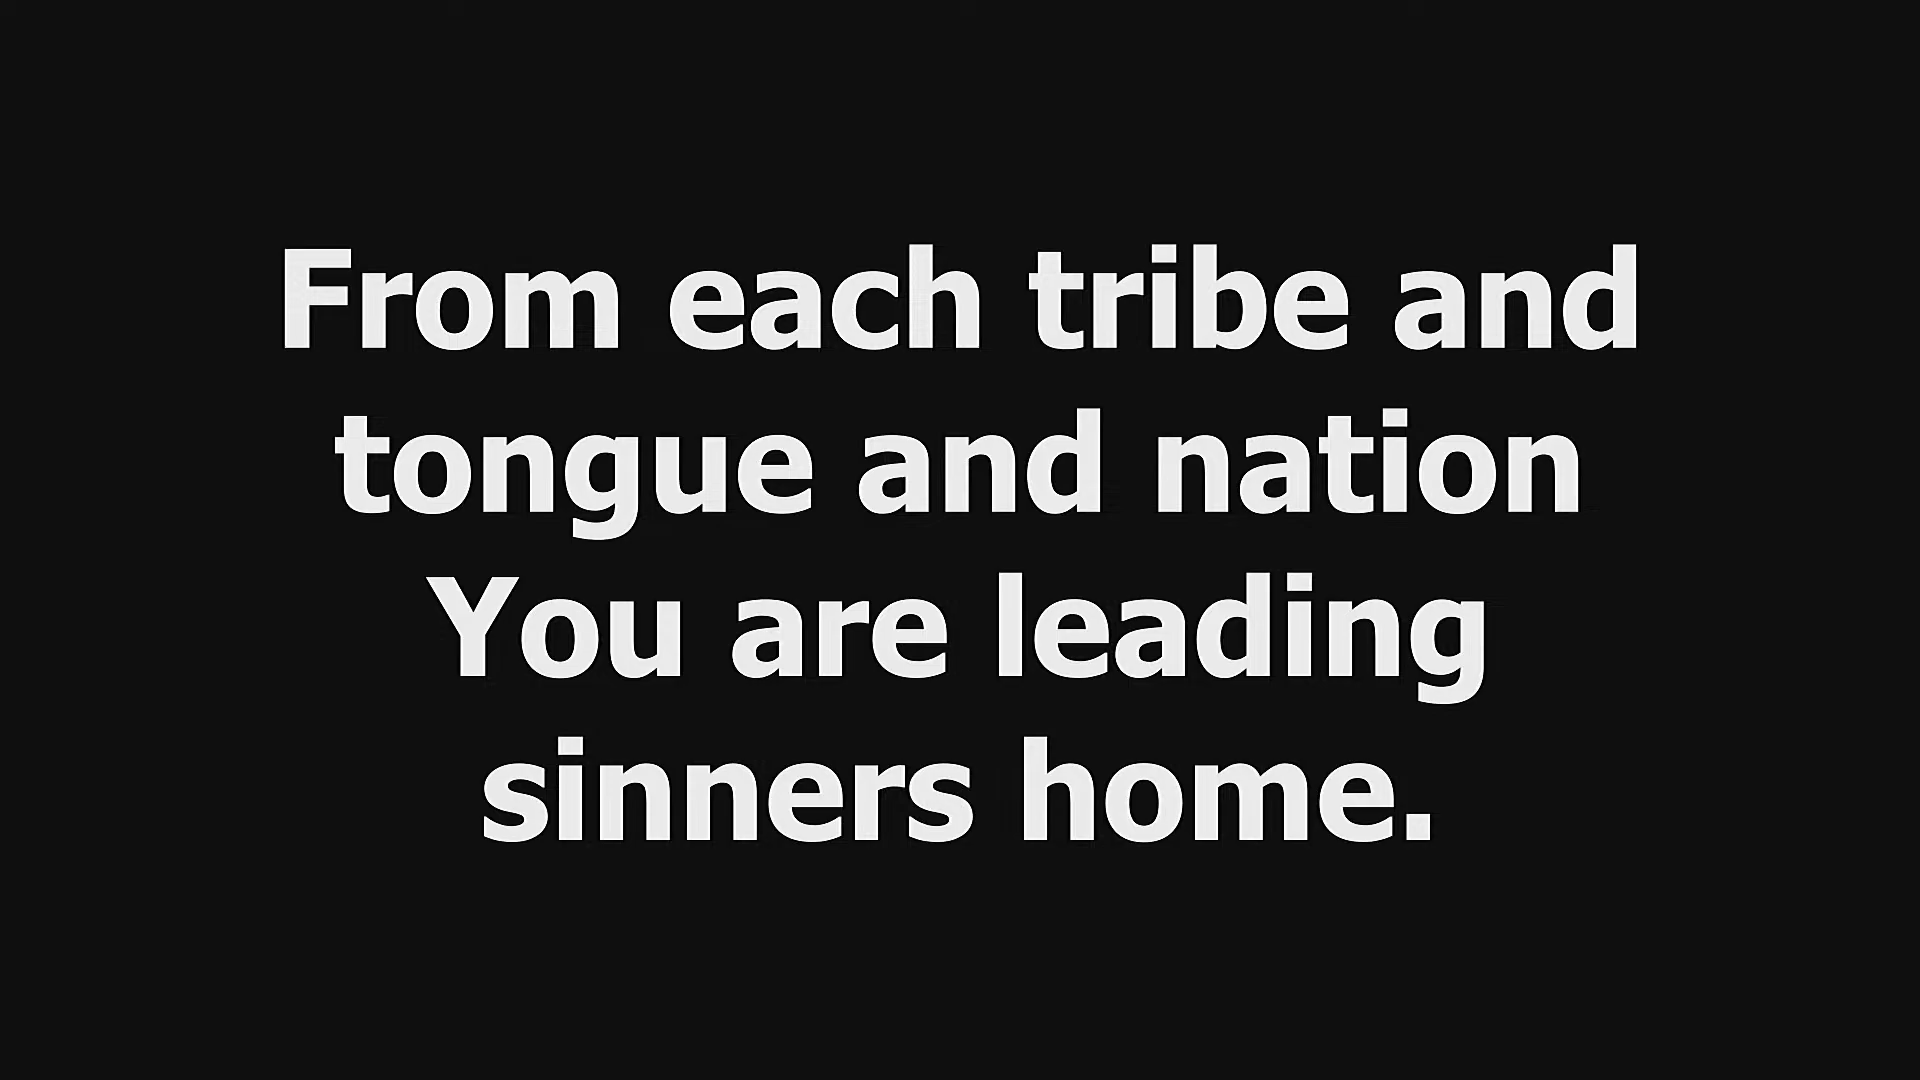 From each tribe and
tongue and nation
You are leading
sinners home.